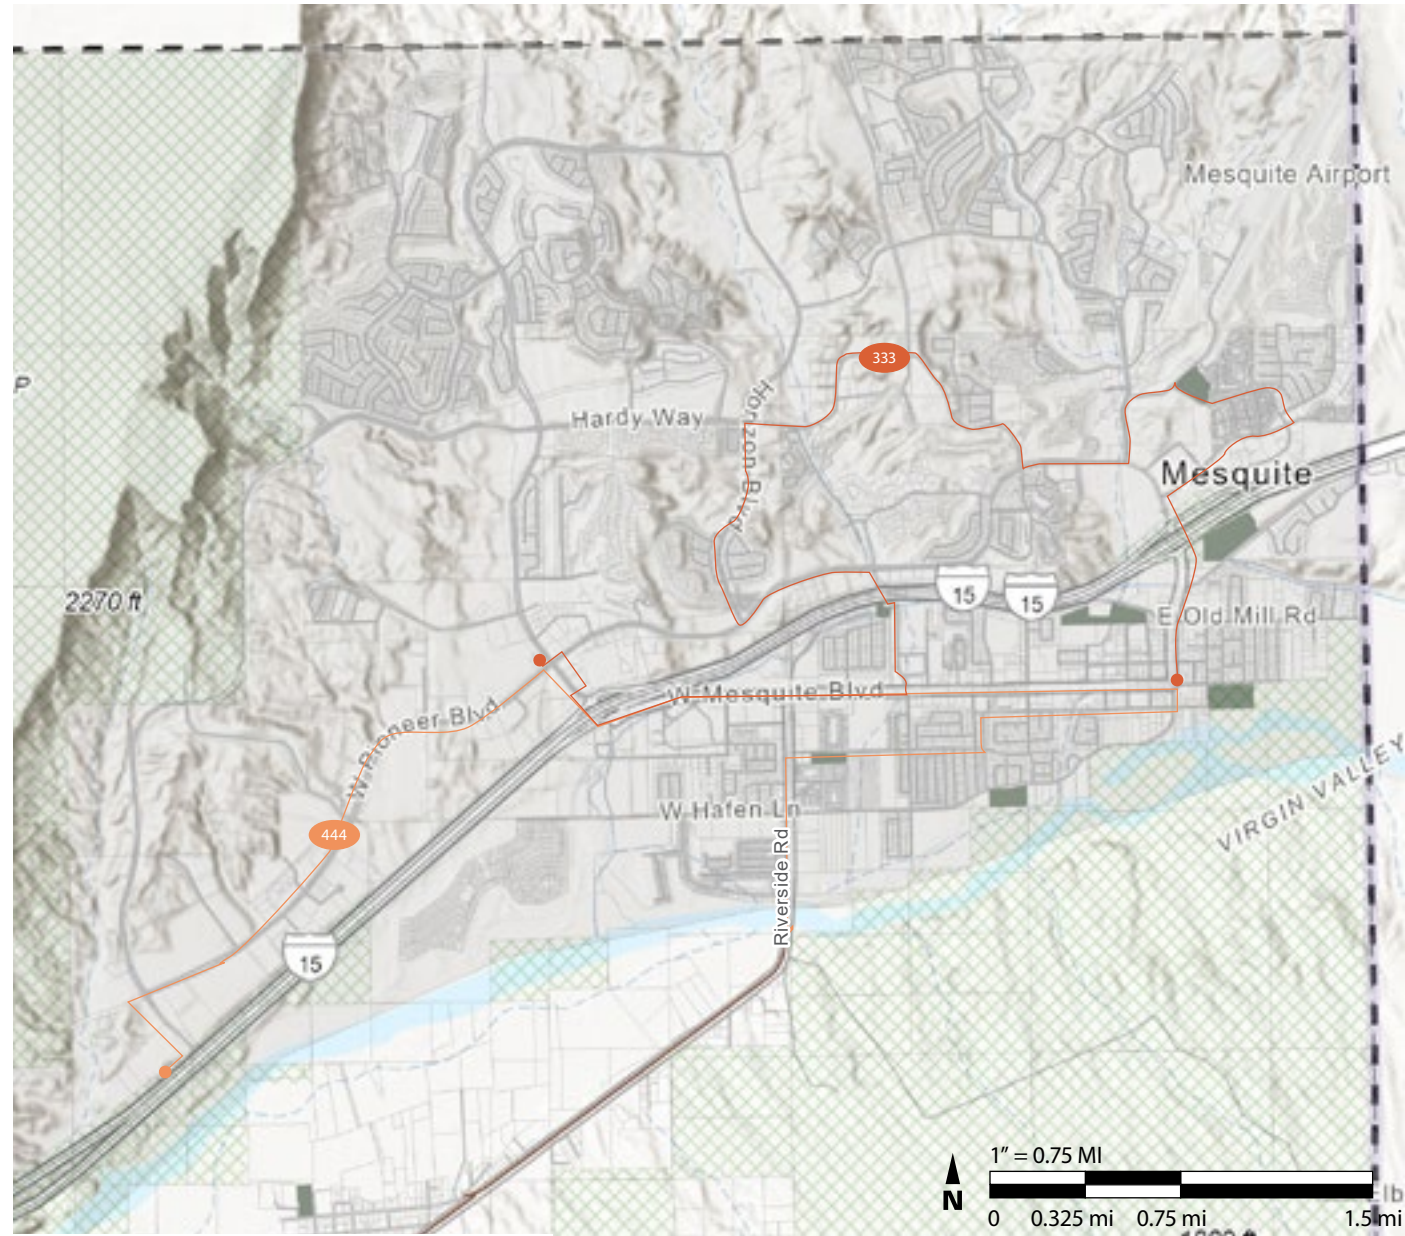 Mesquite Airport
P
333
Hardy Way
Horizon Blvd
Mesquite
2270 ft
15
15
E Old Mill Rd
W Mesquite Blvd
W Pioneer Blvd
VIRGIN VALLEY
W Hafen Ln
444
Riverside Rd
15
1” = 0.75 MI
N
0 0.325 mi 0.75 mi 1.5 mi